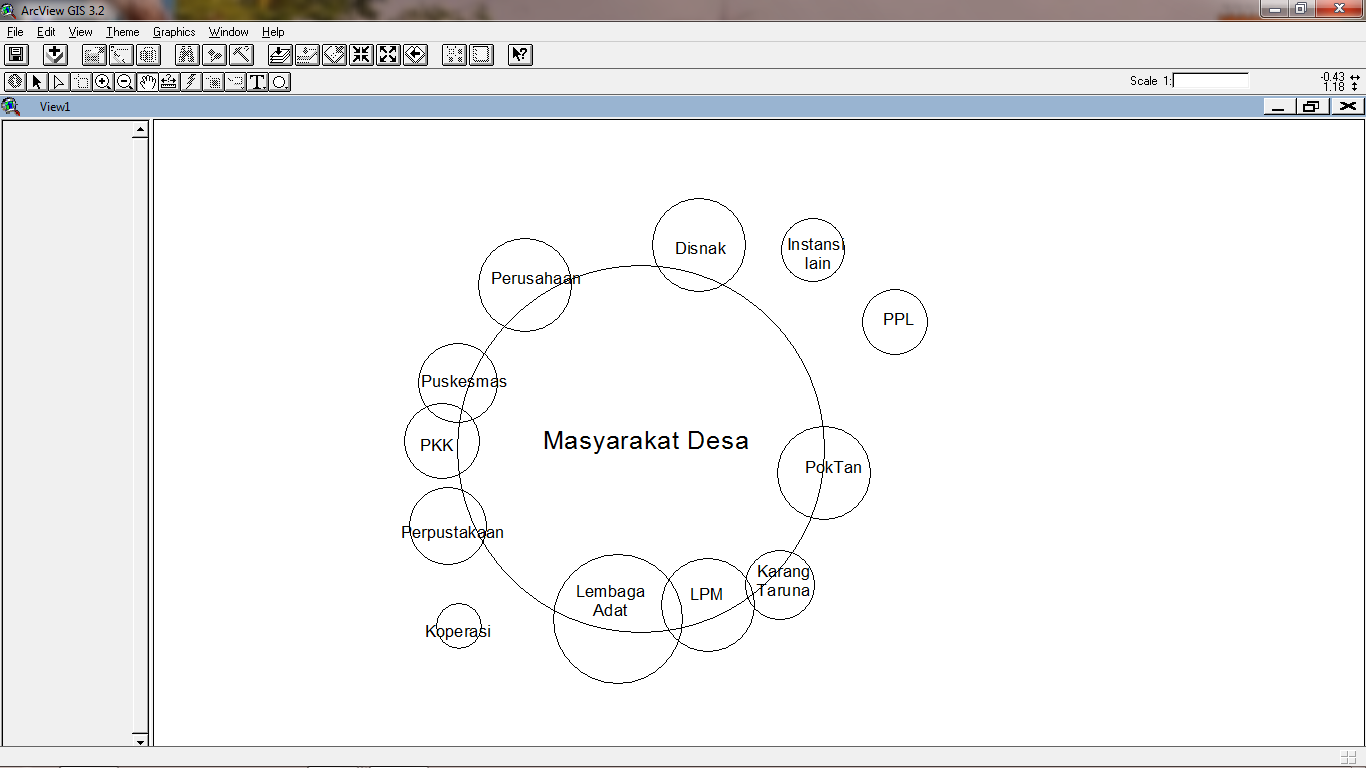 ArcView GIS 3.2
File Edit View Theme Graphics Window Help
Scale 1:
-0.43
1.18
View1
Disnak
Instansi
lain
Perusahaan
PPL
Puskesmas
PKK
Masyarakat Desa
PokTan
Perpustakaan
Karang
Taruna
Lembaga
Adat
LPM
Koperasi